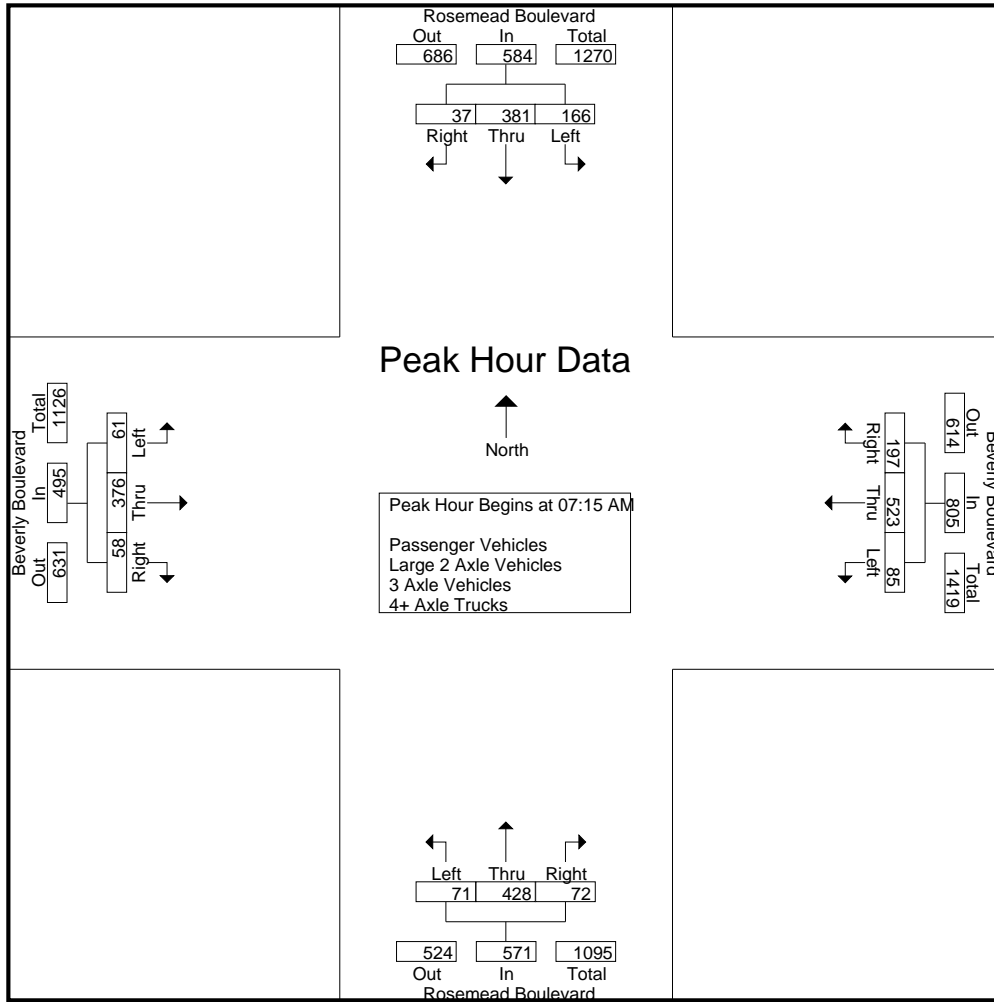 Rosemead Boulevard
Out In Total
686 584 1270
37 381 166
Right Thru Left
Peak Hour Data
North
Peak Hour Begins at 07:15 AM
Passenger Vehicles
Large 2 Axle Vehicles
3 Axle Vehicles
4+ Axle Trucks
Beverly Boulevard
Out In Total
631 495 1126
58 376 61
Right Thru Left
Beverly Boulevard
Out In Total
614 805 1419
197 523 85
Right Thru Left
Left Thru Right
71 428 72
524 571 1095
Out In Total
Rosemead Boulevard